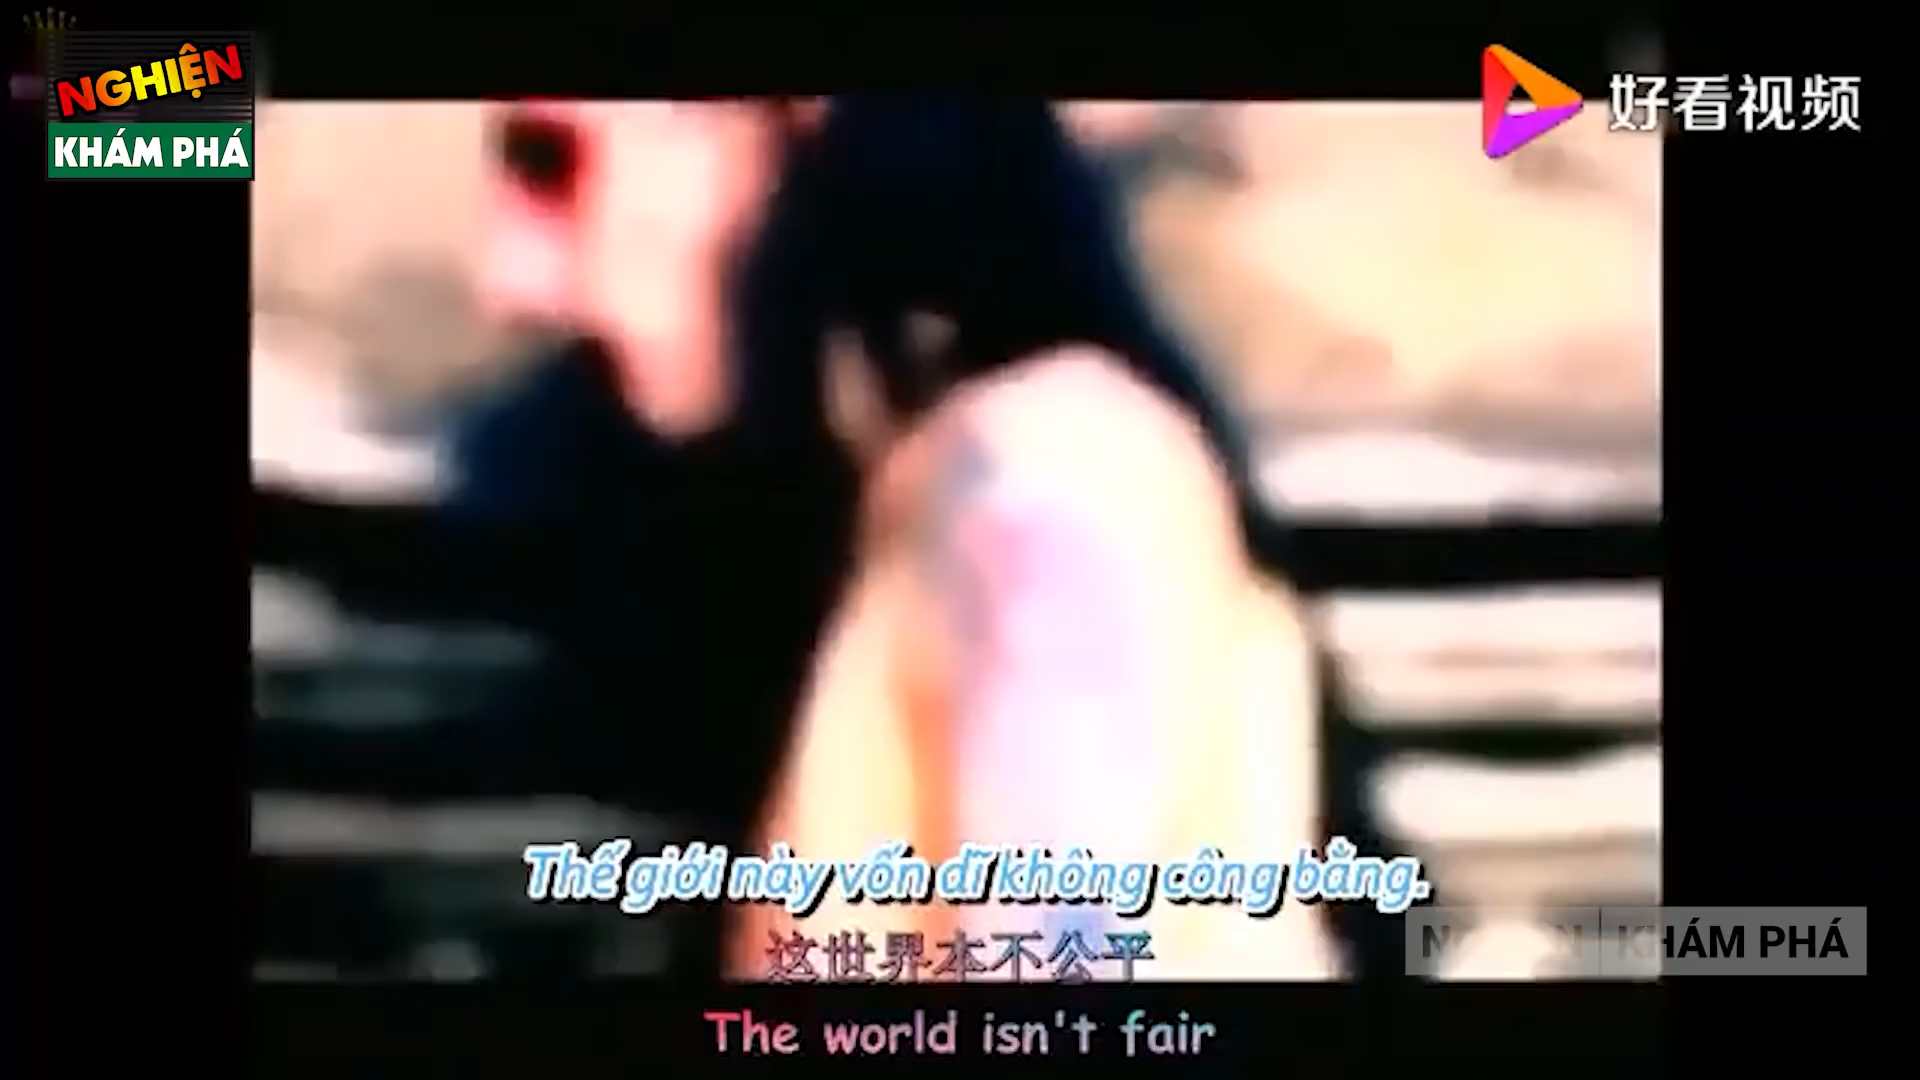 NGHIỆN
KHÁM PHÁ
好看视频
Thế giới này vốn dĩ không công bằng.
这世界本不公平
NGHIỆN KHÁM PHÁ
The world isn't fair